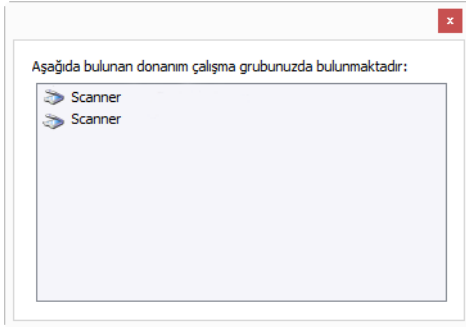 x
Aşağıda bulunan donanım çalışma grubunuzda bulunmaktadır:
Scanner
Scanner